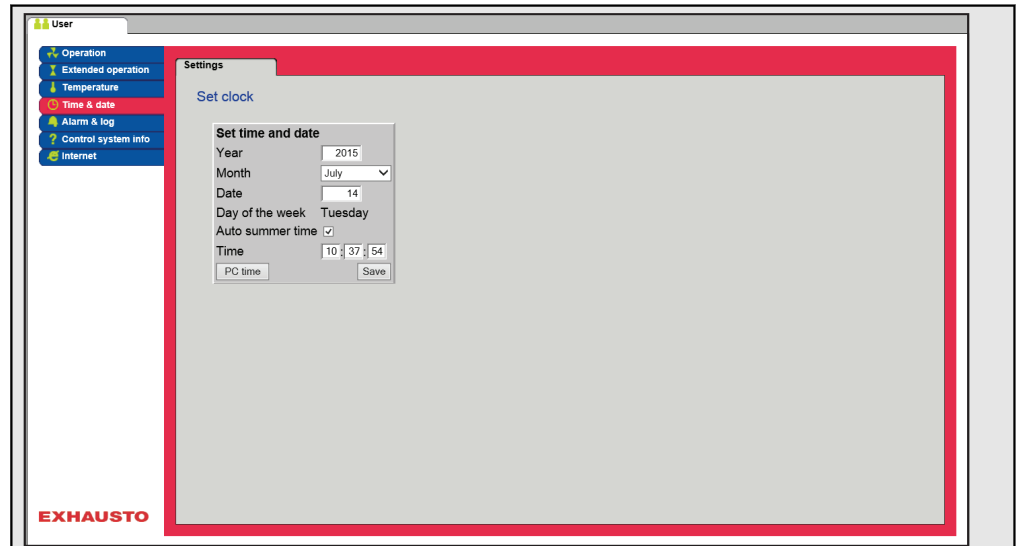 User
Operation
Extended operation
Temperature
Time & date
Alarm & log
Control system info
Internet
Settings
Set clock
Set time and date
Year 2015
Month July
Date 14
Day of the week Tuesday
Auto summer time
Time 10 : 37 : 54
PC time Save
EXHAUSTO